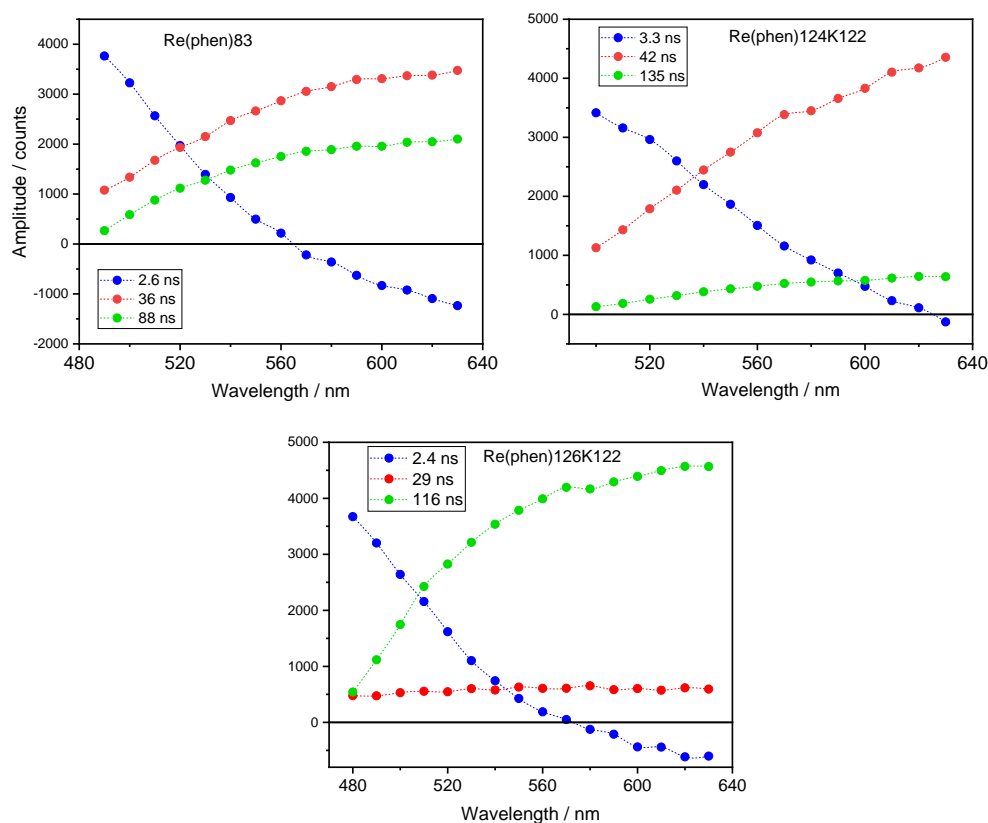 Re(phen)83
4000
3000
2000
1000
0
-1000
-2000
Amplitude / counts
2.6 ns
36 ns
88 ns
480 520 560 600 640
Wavelength / nm
Re(phen)124K122
5000
4000
3000
2000
1000
0
3.3 ns
42 ns
135 ns
520 560 600 640
Wavelength / nm
Re(phen)126K122
5000
4000
3000
2000
1000
0
2.4 ns
29 ns
116 ns
480 520 560 600 640
Wavelength / nm